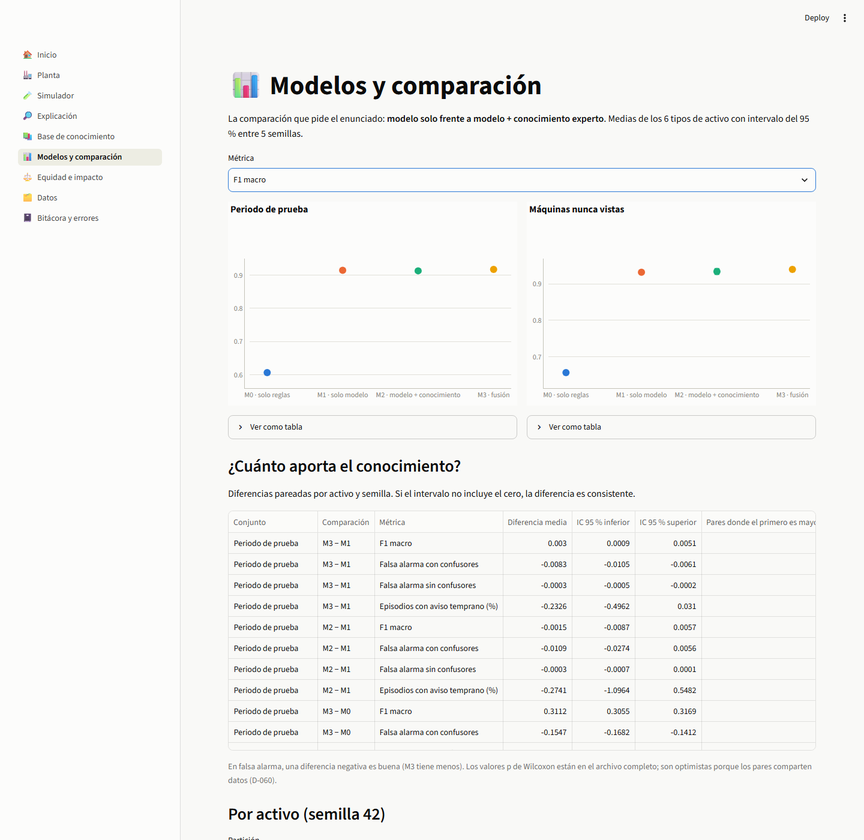 Deploy
Inicio
Planta
Simulador
Explicación
Base de conocimiento
Modelos y comparación
Equidad e impacto
Datos
Bitácora y errores
Modelos y comparación
La comparación que pide el enunciado: modelo solo frente a modelo + conocimiento experto. Medias de los 6 tipos de activo con intervalo del 95
% entre 5 semillas.
Métrica
F1 macro
Periodo de prueba
0.9
0.8
0.7
0.6
M0 · solo reglas M1 · solo modelo M2 · modelo + conocimiento M3 · fusión
Máquinas nunca vistas
0.9
0.8
0.7
M0 · solo reglas M1 · solo modelo M2 · modelo + conocimiento M3 · fusión
Ver como tabla
Ver como tabla
¿Cuánto aporta el conocimiento?
Diferencias pareadas por activo y semilla. Si el intervalo no incluye el cero, la diferencia es consistente.
Conjunto Comparación Métrica Diferencia media IC 95 % inferior IC 95 % superior Pares donde el primero es mayo
Periodo de prueba M3 − M1 F1 macro 0.003 0.0009 0.0051
Periodo de prueba M3 − M1 Falsa alarma con confusores -0.0083 -0.0105 -0.0061
Periodo de prueba M3 − M1 Falsa alarma sin confusores -0.0003 -0.0005 -0.0002
Periodo de prueba M3 − M1 Episodios con aviso temprano (%) -0.2326 -0.4962 0.031
Periodo de prueba M2 − M1 F1 macro -0.0015 -0.0087 0.0057
Periodo de prueba M2 − M1 Falsa alarma con confusores -0.0109 -0.0274 0.0056
Periodo de prueba M2 − M1 Falsa alarma sin confusores -0.0003 -0.0007 0.0001
Periodo de prueba M2 − M1 Episodios con aviso temprano (%) -0.2741 -1.0964 0.5482
Periodo de prueba M3 − M0 F1 macro 0.3112 0.3055 0.3169
Periodo de prueba M3 − M0 Falsa alarma con confusores -0.1547 -0.1682 -0.1412
En falsa alarma, una diferencia negativa es buena (M3 tiene menos). Los valores p de Wilcoxon están en el archivo completo; son optimistas porque los pares comparten
datos (D-060).
Por activo (semilla 42)